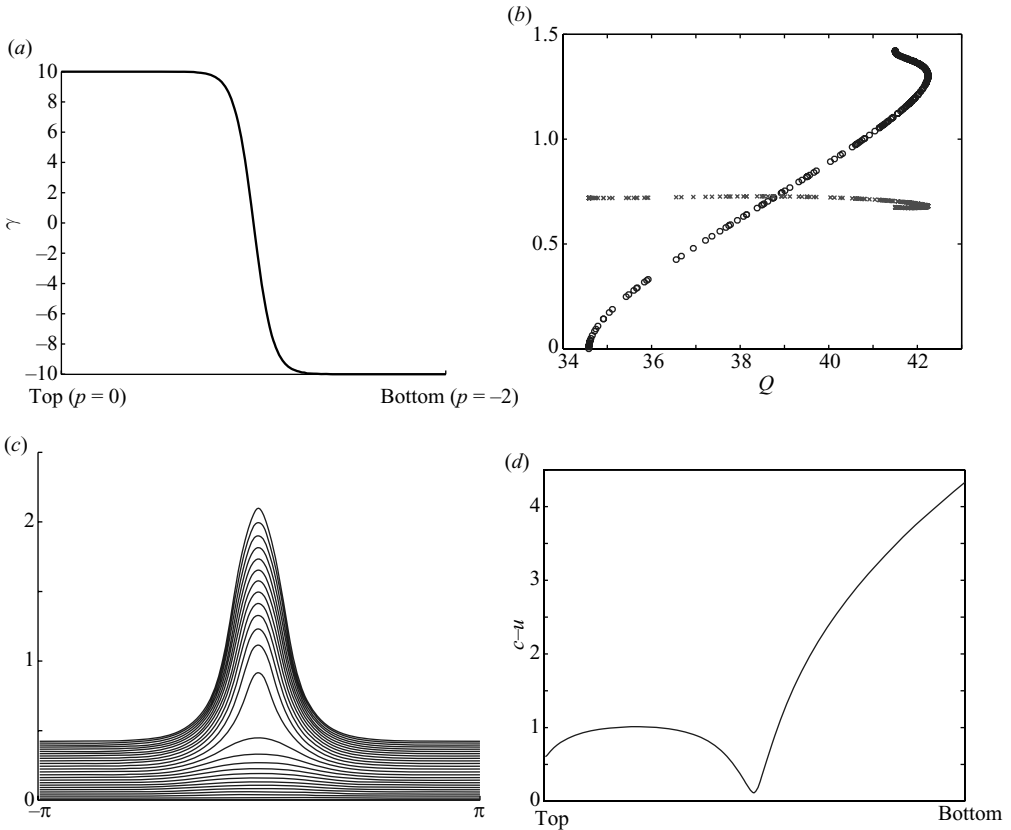 (a)
10
8
6
4
2
γ 0
–2
–4
–6
–8
–10
Top (p = 0) Bottom (p = –2)
(b)
1.5
1.0
0.5
0
34 36 38 40 42
Q
(c)
2
1
0
–π π
(d)
4
3
c–u
2
1
0
Top Bottom